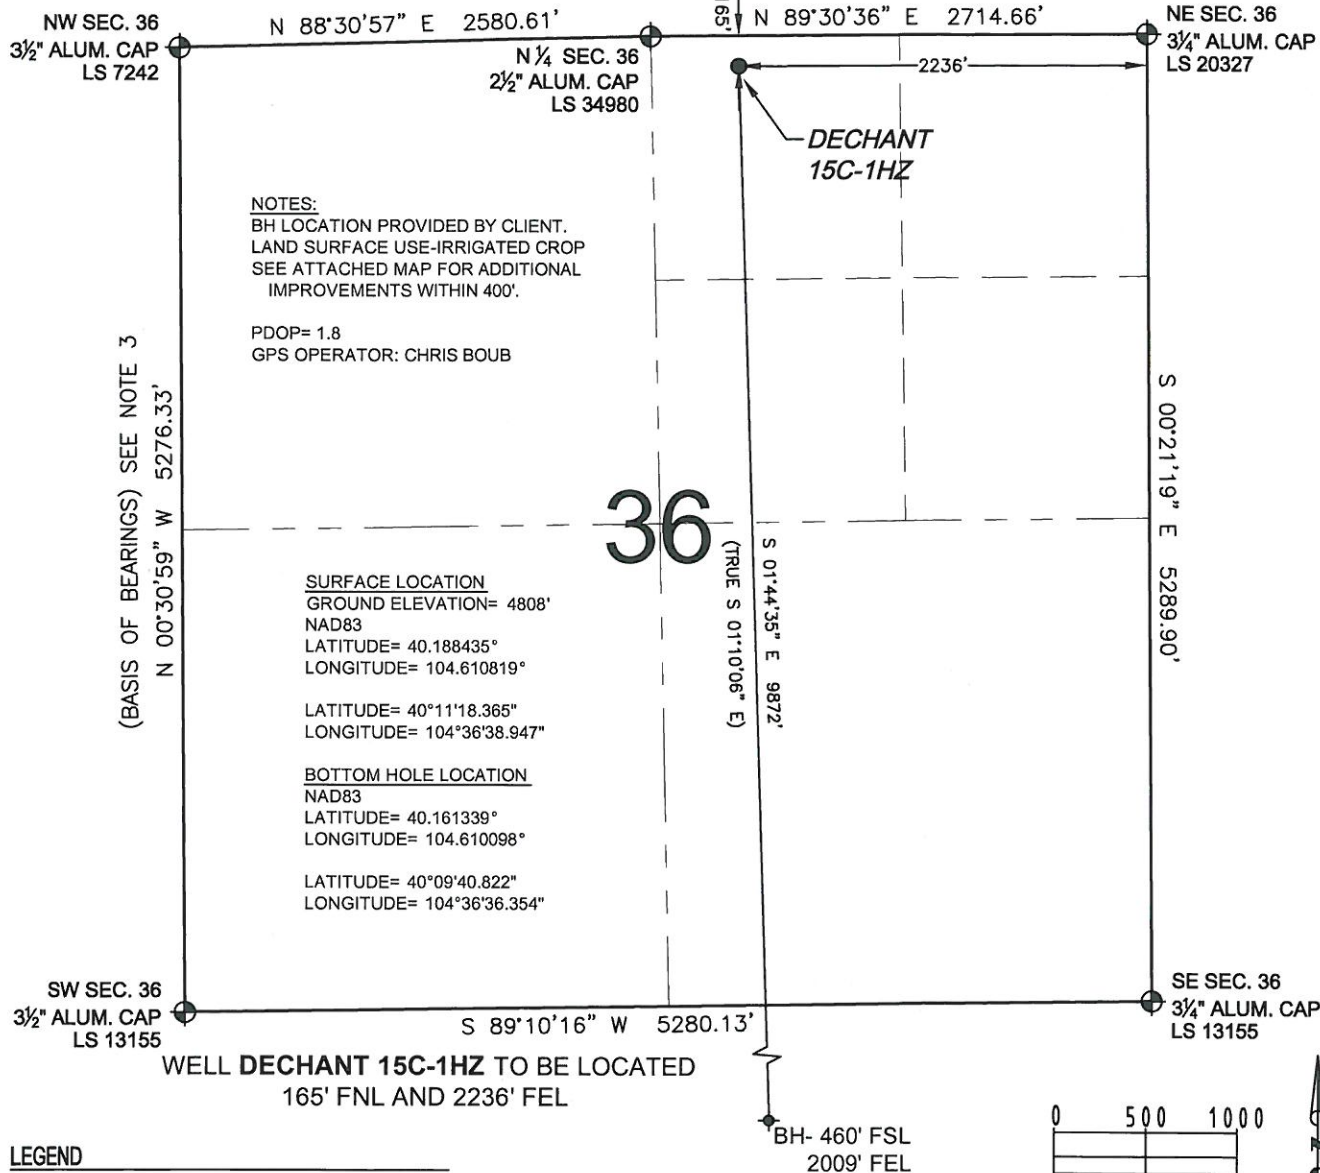 165'
N 88°30'57" E 2580.61'
N 89°30'36" E 2714.66'
NW SEC. 36
3½" ALUM. CAP
LS 7242
N ¼ SEC. 36
2½" ALUM. CAP
LS 34980
NE SEC. 36
3¼" ALUM. CAP
LS 20327
2236'
DECHANT
15C-1HZ
NOTES:
BH LOCATION PROVIDED BY CLIENT.
LAND SURFACE USE-IRRIGATED CROP
SEE ATTACHED MAP FOR ADDITIONAL
IMPROVEMENTS WITHIN 400'.
PDOP= 1.8
GPS OPERATOR: CHRIS BOUB
(BASIS OF BEARINGS) SEE NOTE 3
N 00°30'59" W 5276.33'
S 00°21'19" E 5289.90'
36
S 01°44'35" E 9872'
(TRUE S 01°10'06" E)
SURFACE LOCATION
GROUND ELEVATION= 4808'
NAD83
LATITUDE= 40.188435°
LONGITUDE= 104.610819°
LATITUDE= 40°11'18.365"
LONGITUDE= 104°36'38.947"
BOTTOM HOLE LOCATION
NAD83
LATITUDE= 40.161339°
LONGITUDE= 104.610098°
LATITUDE= 40°09'40.822"
LONGITUDE= 104°36'36.354"
SW SEC. 36
3½" ALUM. CAP
LS 13155
S 89°10'16" W 5280.13'
SE SEC. 36
3¼" ALUM. CAP
LS 13155
WELL DECHANT 15C-1HZ TO BE LOCATED
165' FNL AND 2236' FEL
BH- 460' FSL
2009' FEL
0 500 1000
LEGEND